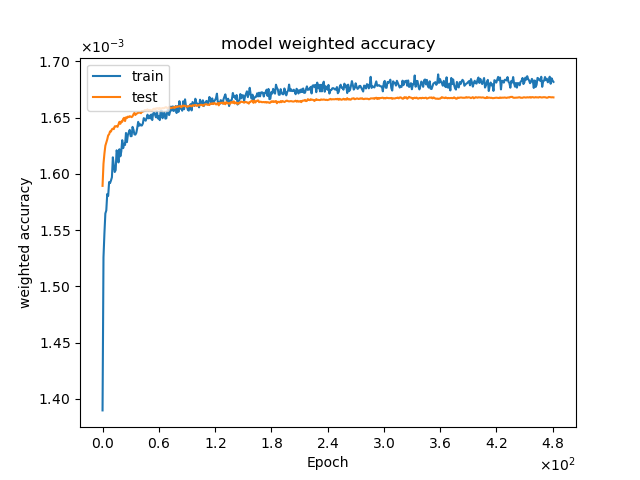 model weighted accuracy
×10⁻³
1.70
1.65
1.60
1.55
1.50
1.45
1.40
weighted accuracy
train
test
0.0 0.6 1.2 1.8 2.4 3.0 3.6 4.2 4.8
Epoch
×10²